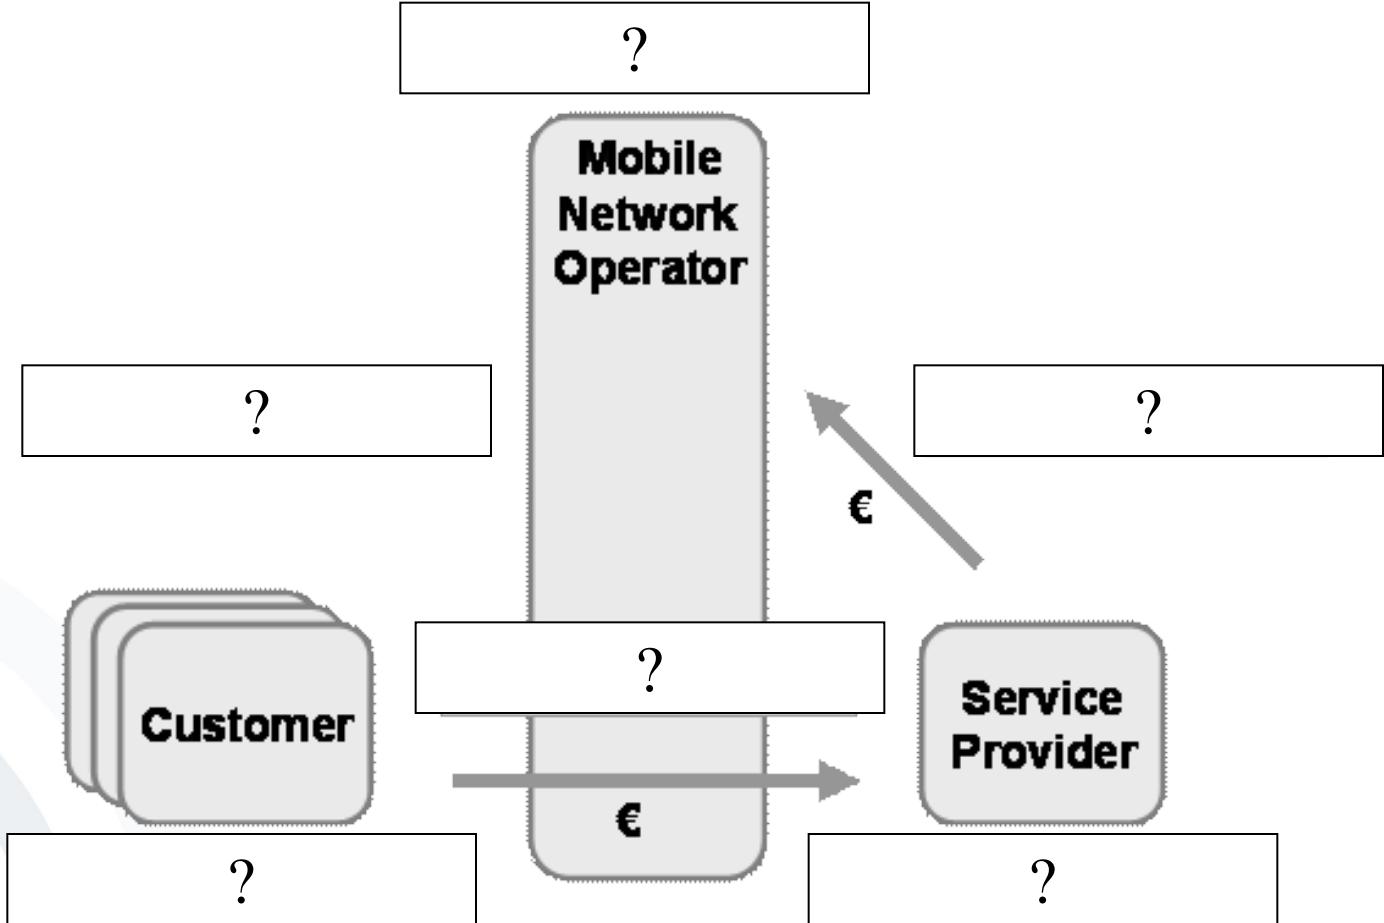 ?
Mobile
Network
Operator
?
?
€
?
Customer
Service
Provider
€
?
?